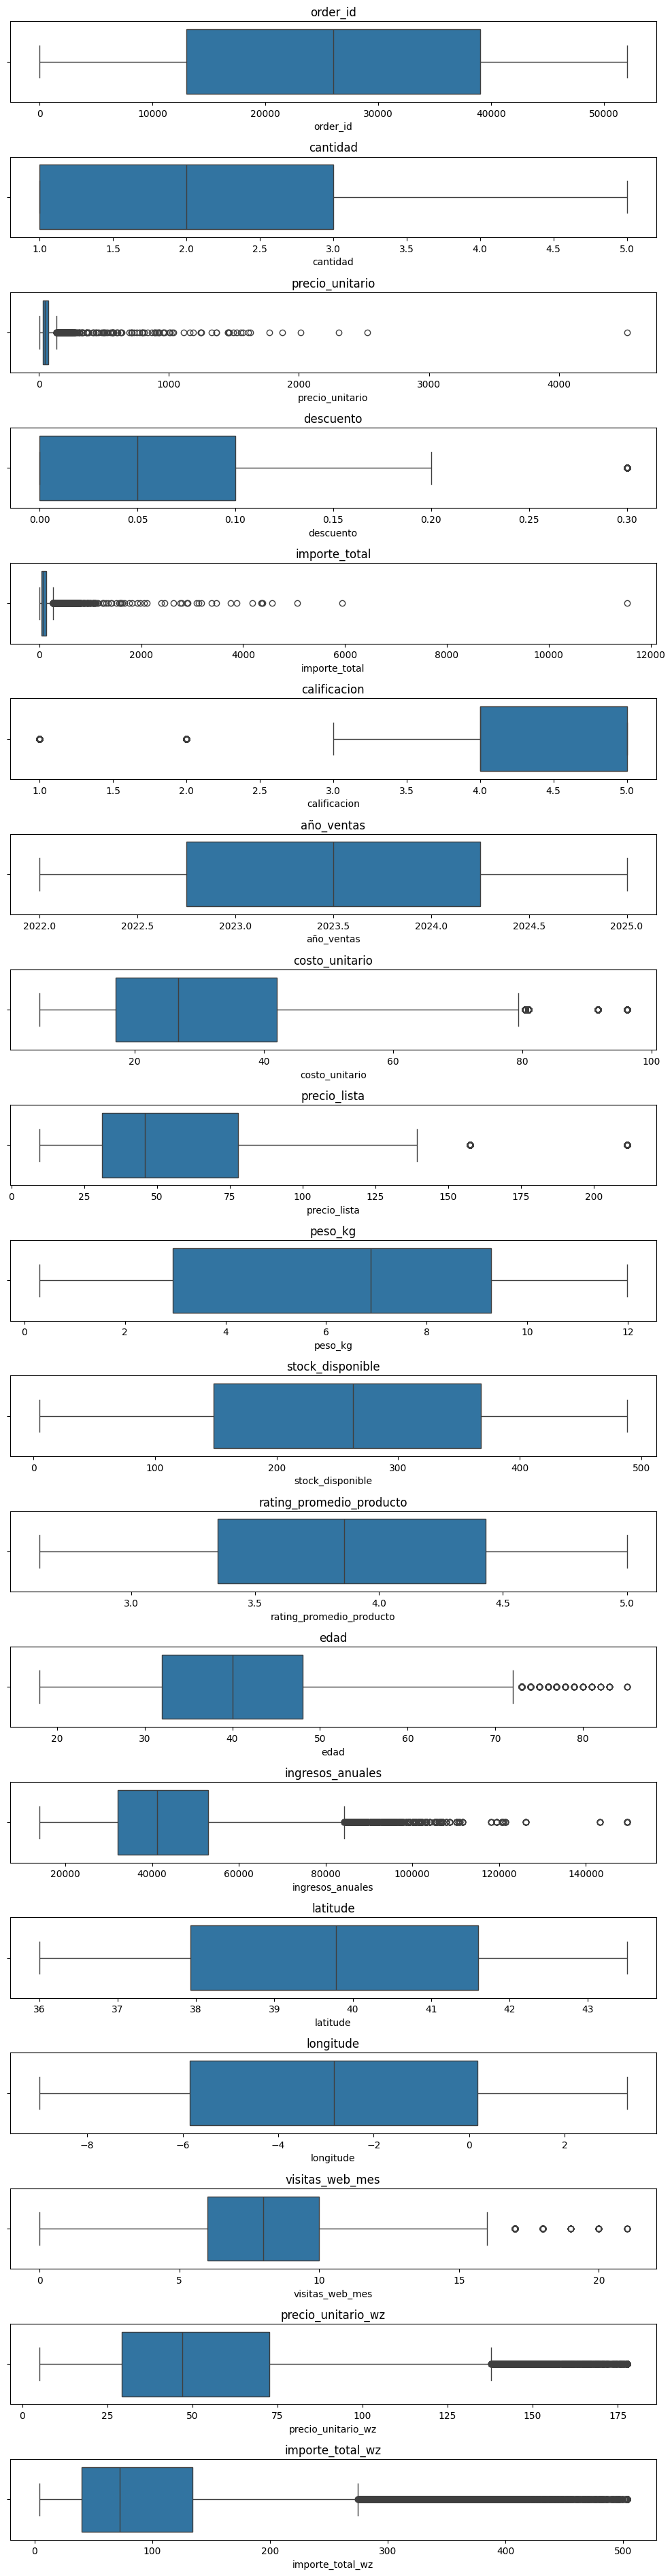 order_id
0 10000 20000 30000 40000 50000
order_id
cantidad
1.0 1.5 2.0 2.5 3.0 3.5 4.0 4.5 5.0
cantidad
precio_unitario
0 1000 2000 3000 4000
precio_unitario
descuento
0.00 0.05 0.10 0.15 0.20 0.25 0.30
descuento
importe_total
0 2000 4000 6000 8000 10000 12000
importe_total
calificacion
1.0 1.5 2.0 2.5 3.0 3.5 4.0 4.5 5.0
calificacion
año_ventas
2022.0 2022.5 2023.0 2023.5 2024.0 2024.5 2025.0
año_ventas
costo_unitario
20 40 60 80 100
costo_unitario
precio_lista
0 25 50 75 100 125 150 175 200
precio_lista
peso_kg
0 2 4 6 8 10 12
peso_kg
stock_disponible
0 100 200 300 400 500
stock_disponible
rating_promedio_producto
3.0 3.5 4.0 4.5 5.0
rating_promedio_producto
edad
20 30 40 50 60 70 80
edad
ingresos_anuales
20000 40000 60000 80000 100000 120000 140000
ingresos_anuales
latitude
36 37 38 39 40 41 42 43
latitude
longitude
−8 −6 −4 −2 0 2
longitude
visitas_web_mes
0 5 10 15 20
visitas_web_mes
precio_unitario_wz
0 25 50 75 100 125 150 175
precio_unitario_wz
importe_total_wz
0 100 200 300 400 500
importe_total_wz